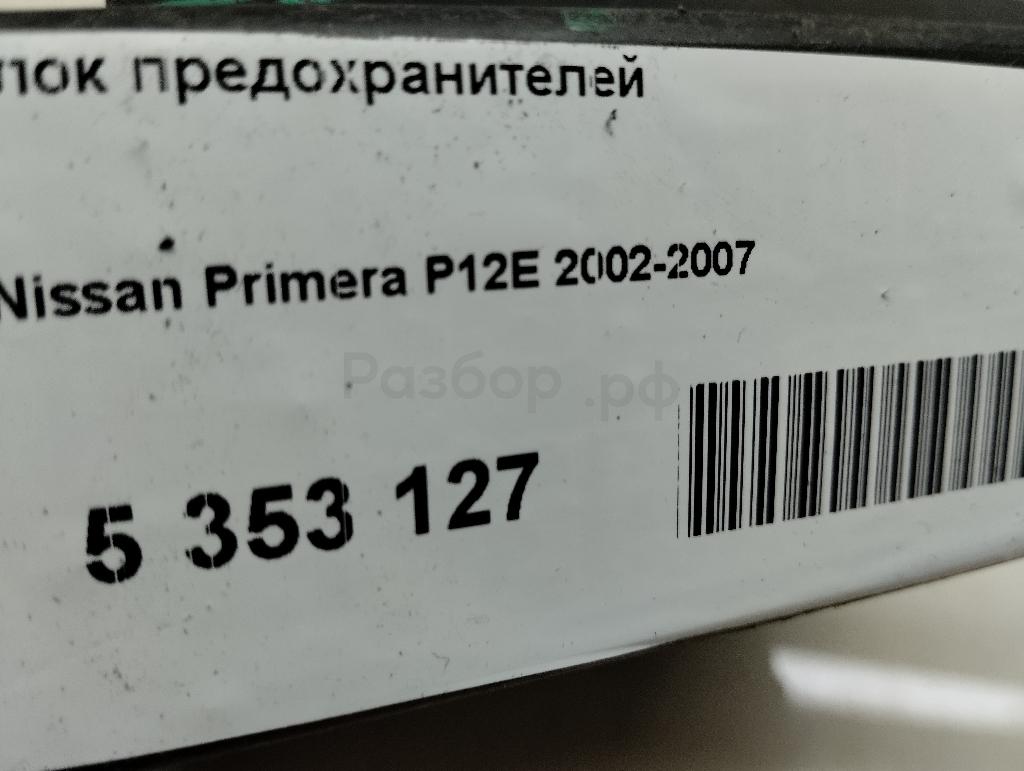 лок предохранителей
Nissan Primera P12E 2002-2007
Разбор.рф
5 353 127